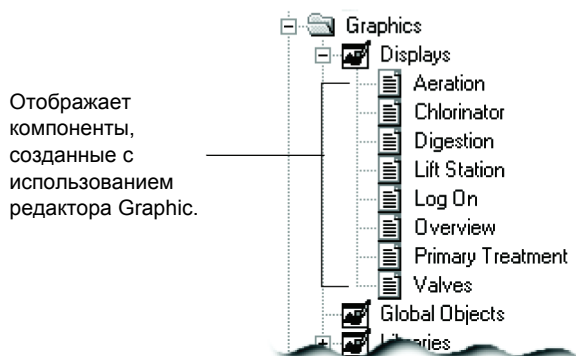 Отображает
компоненты,
созданные с
использованием
редактора Graphic.
Graphics
Displays
Aeration
Chlorinator
Digestion
Lift Station
Log On
Overview
Primary Treatment
Valves
Global Objects
Libraries